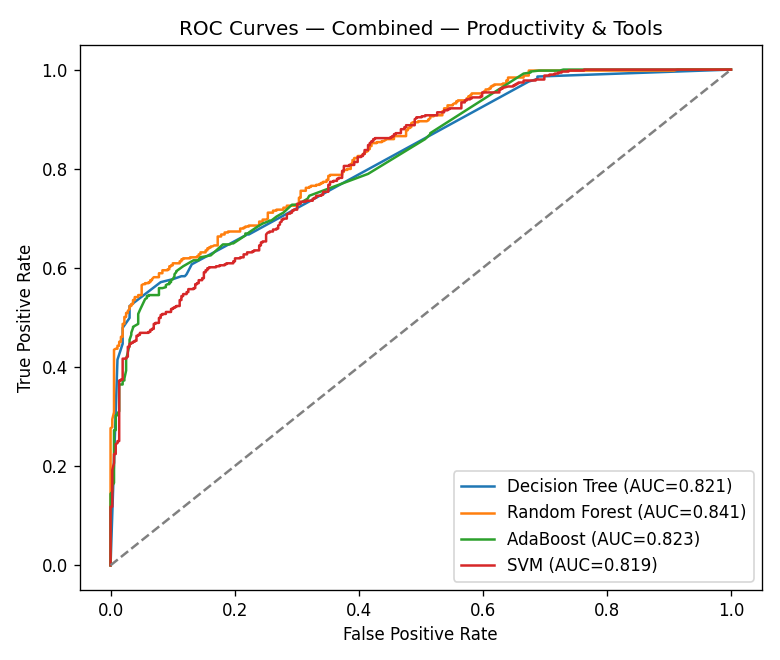 ROC Curves — Combined — Productivity & Tools
True Positive Rate
1.0
0.8
0.6
0.4
0.2
0.0
0.0 0.2 0.4 0.6 0.8 1.0
False Positive Rate
Decision Tree (AUC=0.821)
Random Forest (AUC=0.841)
AdaBoost (AUC=0.823)
SVM (AUC=0.819)